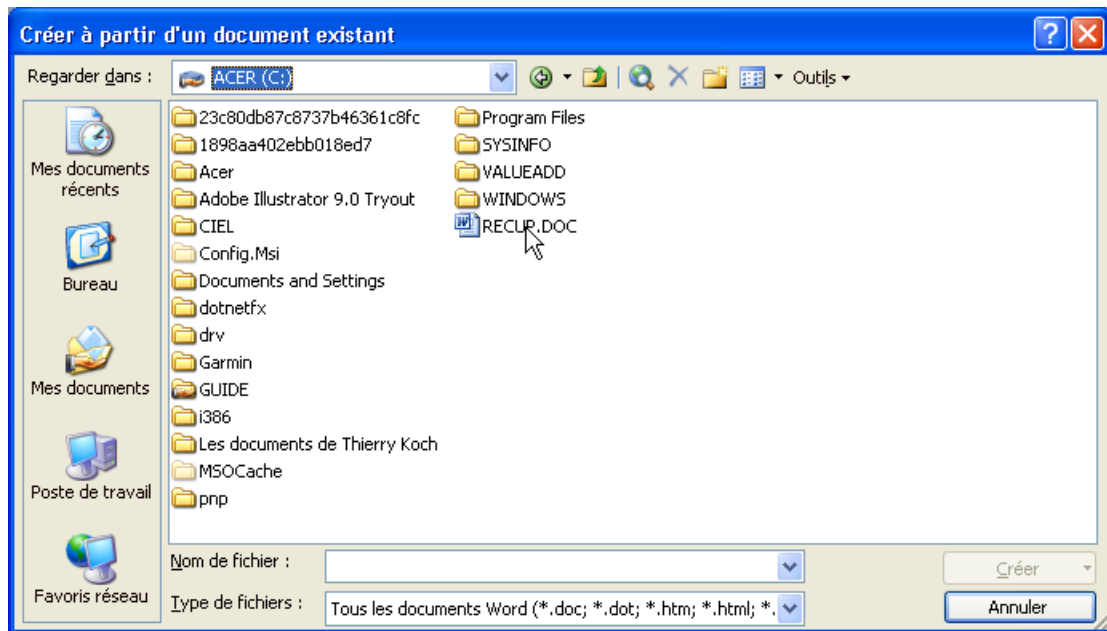 Créer à partir d'un document existant
Regarder dans :
ACER (C:)
Outils
Mes documents
récents
Bureau
Mes documents
Poste de travail
Favoris réseau
23c80db87c8737b46361c8fc
1898aa402ebb018ed7
Acer
Adobe Illustrator 9.0 Tryout
CIEL
Config.Msi
Documents and Settings
dotnetfx
drv
Garmin
GUIDE
i386
Les documents de Thierry Koch
MSOCache
pnp
Program Files
SYSINFO
VALUEADD
WINDOWS
RECUP.DOC
Nom de fichier :
Créer
Type de fichiers :
Tous les documents Word (*.doc; *.dot; *.htm; *.html; *.
Annuler